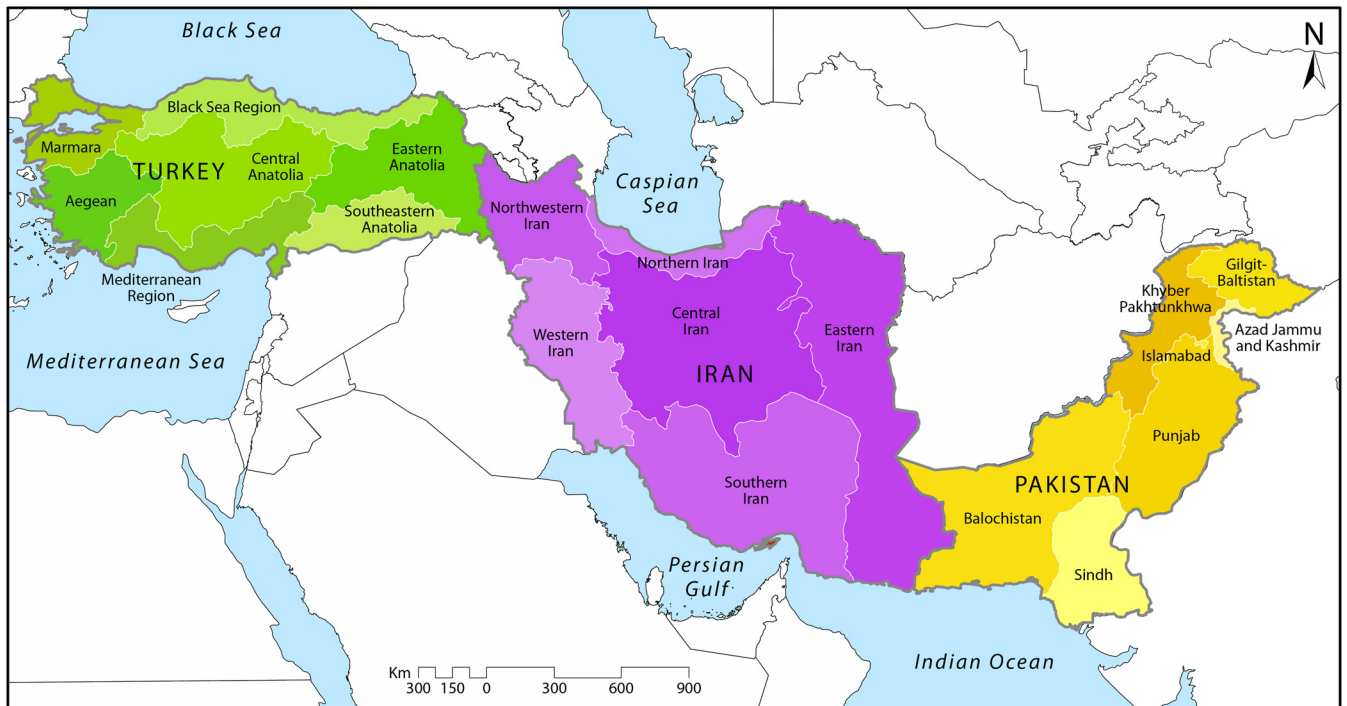 Black Sea
N
Black Sea Region
Marmara
TURKEY
Central
Anatolia
Eastern
Anatolia
Aegean
Southeastern
Anatolia
Mediterranean
Region
Mediterranean Sea
Caspian
Sea
Northwestern
Iran
Northern Iran
Central
Iran
Western
Iran
Eastern
Iran
IRAN
Southern
Iran
Persian
Gulf
Gilgit-
Baltistan
Khyber
Pakhtunkhwa
Azad Jammu
and Kashmir
Islamabad
Punjab
PAKISTAN
Balochistan
Sindh
Indian Ocean
Km
300 150 0 300 600 900